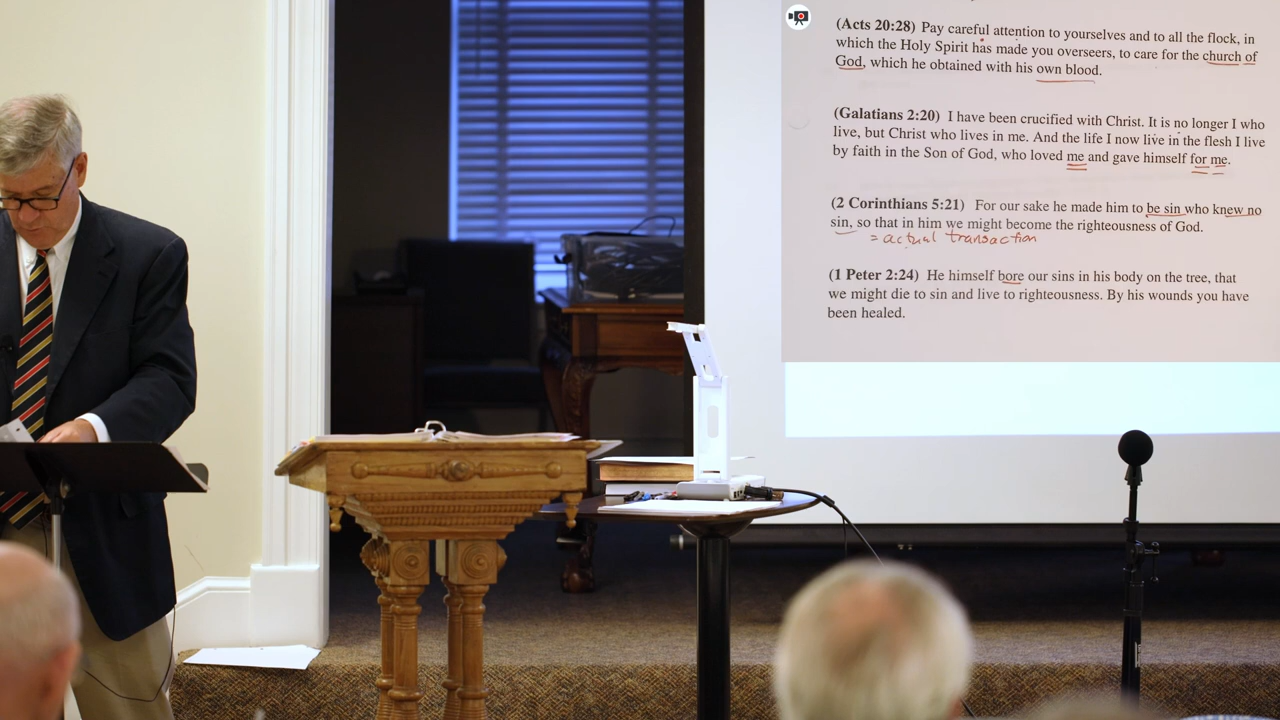 (Acts 20:28) Pay careful attention to yourselves and to all the flock, in
which the Holy Spirit has made you overseers, to care for the church of
God, which he obtained with his own blood.
(Galatians 2:20) I have been crucified with Christ. It is no longer I who
live, but Christ who lives in me. And the life I now live in the flesh I live
by faith in the Son of God, who loved me and gave himself for me.
(2 Corinthians 5:21) For our sake he made him to be sin who knew no
sin, so that in him we might become the righteousness of God.
= actual transaction
(1 Peter 2:24) He himself bore our sins in his body on the tree, that
we might die to sin and live to righteousness. By his wounds you have
been healed.